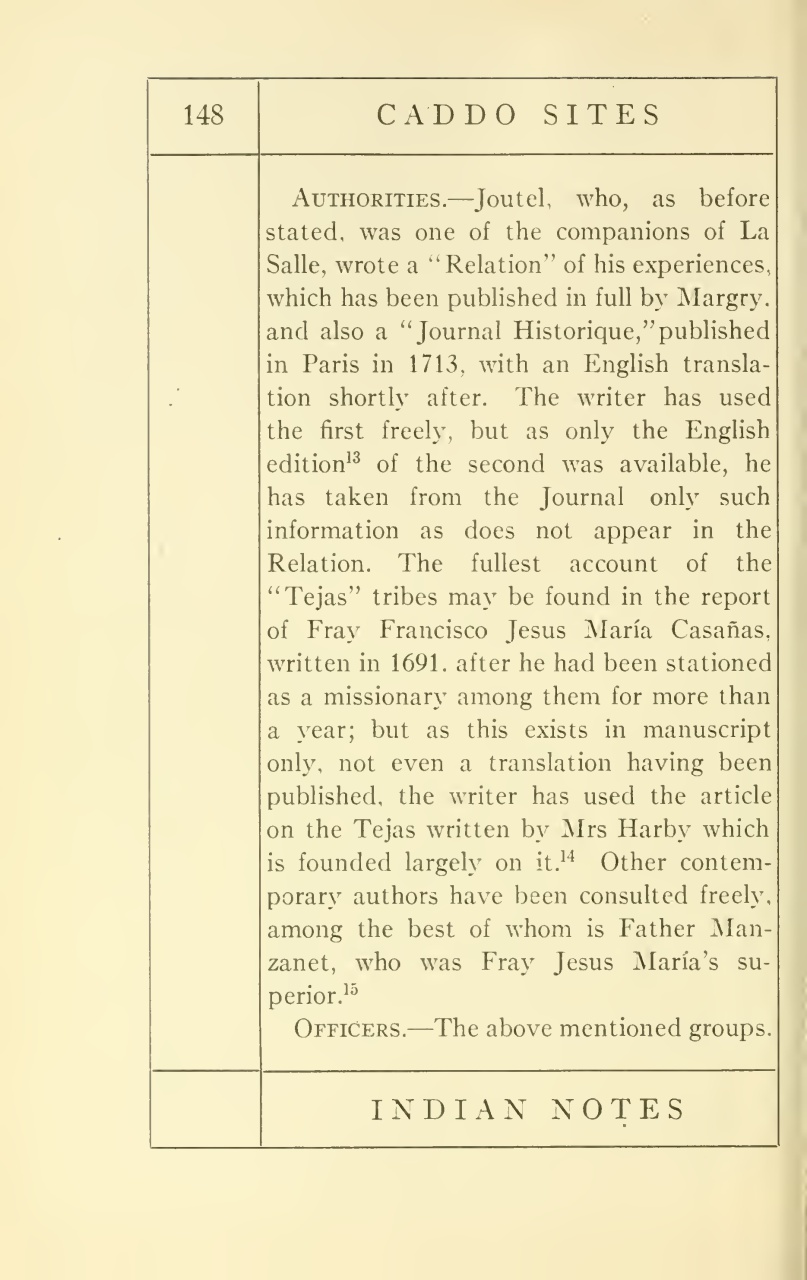 148
CADDO SITES
AUTHORITIES.—Joutel, who, as before
stated, was one of the companions of La
Salle, wrote a “Relation” of his experiences,
which has been published in full by Margry,
and also a “Journal Historique,” published
in Paris in 1713, with an English transla-
tion shortly after. The writer has used
the first freely, but as only the English
edition¹³ of the second was available, he
has taken from the Journal only such
information as does not appear in the
Relation. The fullest account of the
“Tejas” tribes may be found in the report
of Fray Francisco Jesus María Casañas,
written in 1691, after he had been stationed
as a missionary among them for more than
a year; but as this exists in manuscript
only, not even a translation having been
published, the writer has used the article
on the Tejas written by Mrs Harby which
is founded largely on it.¹⁴ Other contem-
porary authors have been consulted freely,
among the best of whom is Father Man-
zanet, who was Fray Jesus María’s su-
perior.¹⁵
OFFICERS.—The above mentioned groups,
INDIAN NOTES